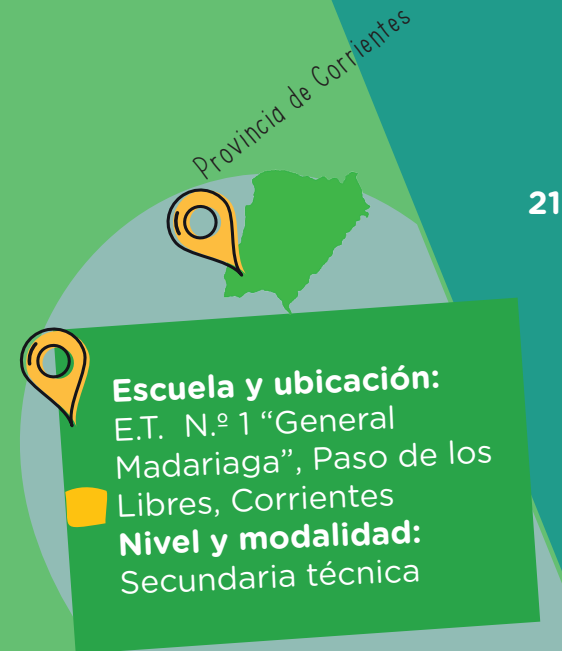 Provincia de Corrientes
21
Escuela y ubicación:
E.T. N.º 1 “General
Madariaga”, Paso de los
Libres, Corrientes
Nivel y modalidad:
Secundaria técnica